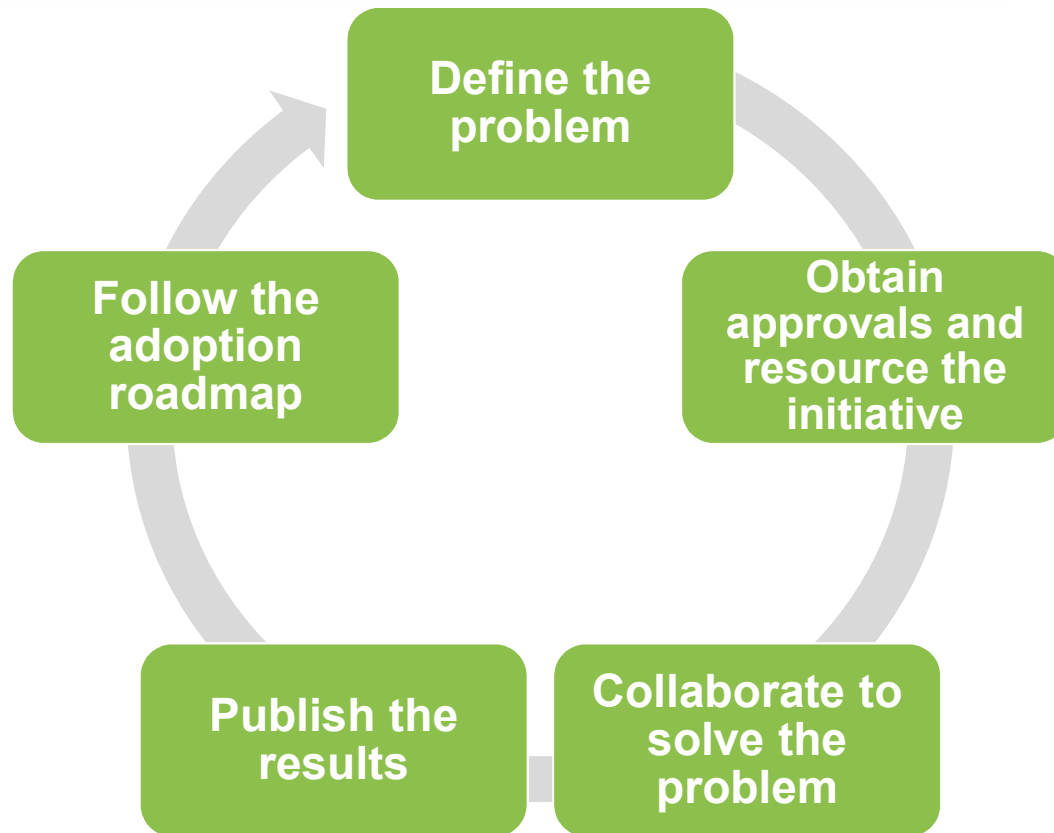 Define the
problem
Obtain
approvals and
resource the
initiative
Collaborate to
solve the
problem
Publish the
results
Follow the
adoption
roadmap